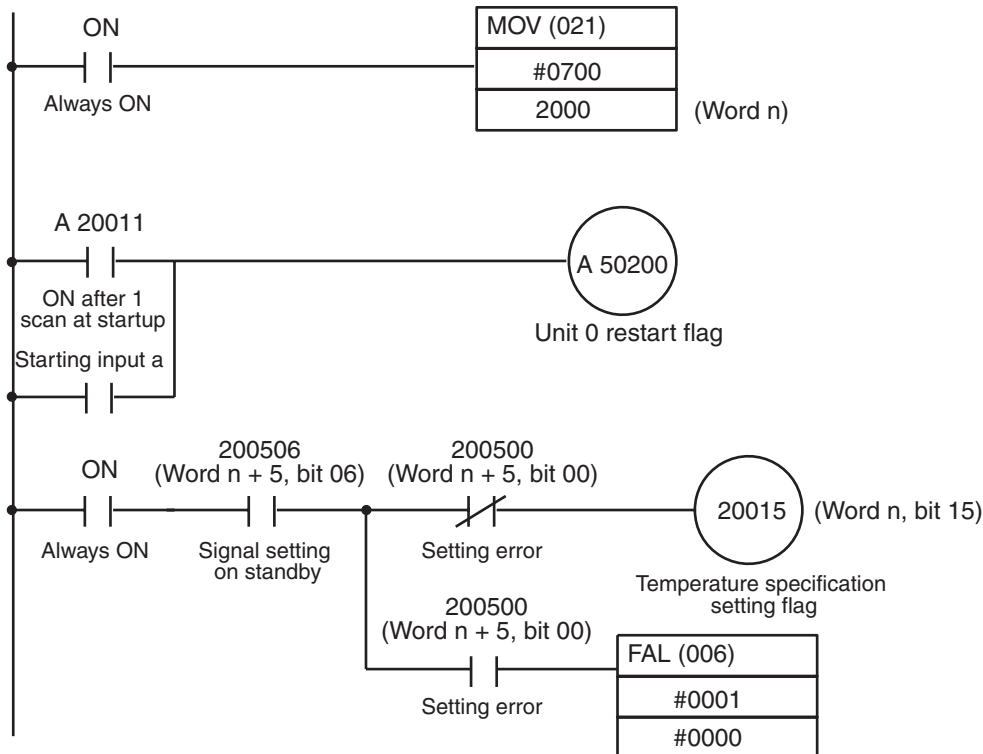 ON
Always ON
MOV (021)
#0700
2000
(Word n)
A 20011
ON after 1
scan at startup
A 50200
Unit 0 restart flag
Starting input a
ON
Always ON
200506
(Word n + 5, bit 06)
Signal setting
on standby
200500
(Word n + 5, bit 00)
Setting error
20015
(Word n, bit 15)
Temperature specification
setting flag
200500
(Word n + 5, bit 00)
Setting error
FAL (006)
#0001
#0000